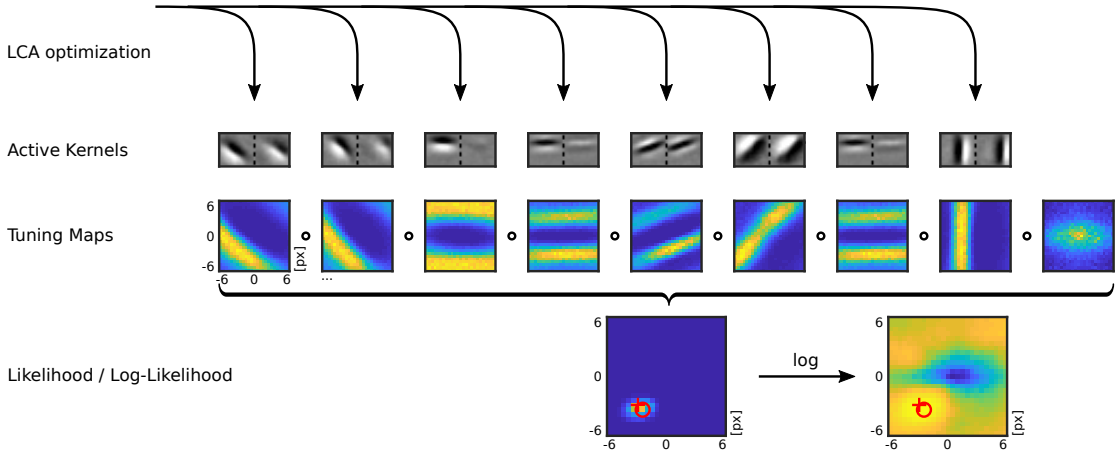 LCA optimization
Active Kernels
Tuning Maps
6
0
-6
-6 0 6
[px]
...
Likelihood / Log-Likelihood
6
0
-6
-6 0 6
[px]
log
6
0
-6
-6 0 6
[px]